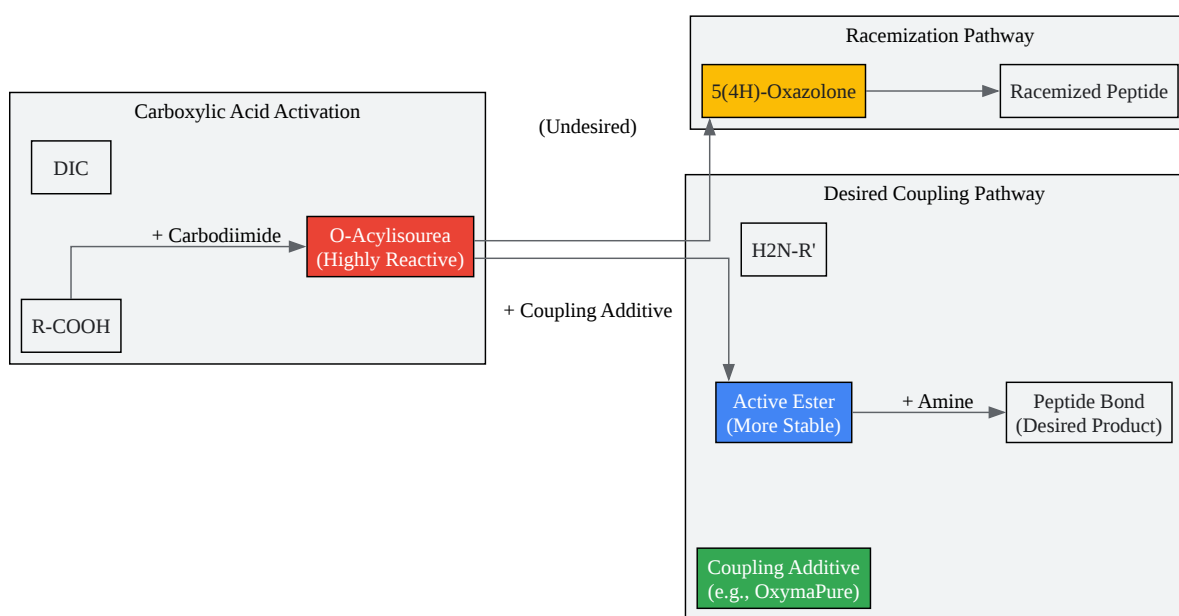 Carboxylic Acid Activation
DIC
+ Carbodiimide
O-Acylisourea
(Highly Reactive)
R-COOH
(Undesired)
+ Coupling Additive
Racemization Pathway
5(4H)-Oxazolone
Racemized Peptide
Desired Coupling Pathway
H2N-R'
Active Ester
(More Stable)
+ Amine
Peptide Bond
(Desired Product)
Coupling Additive
(e.g., OxymaPure)